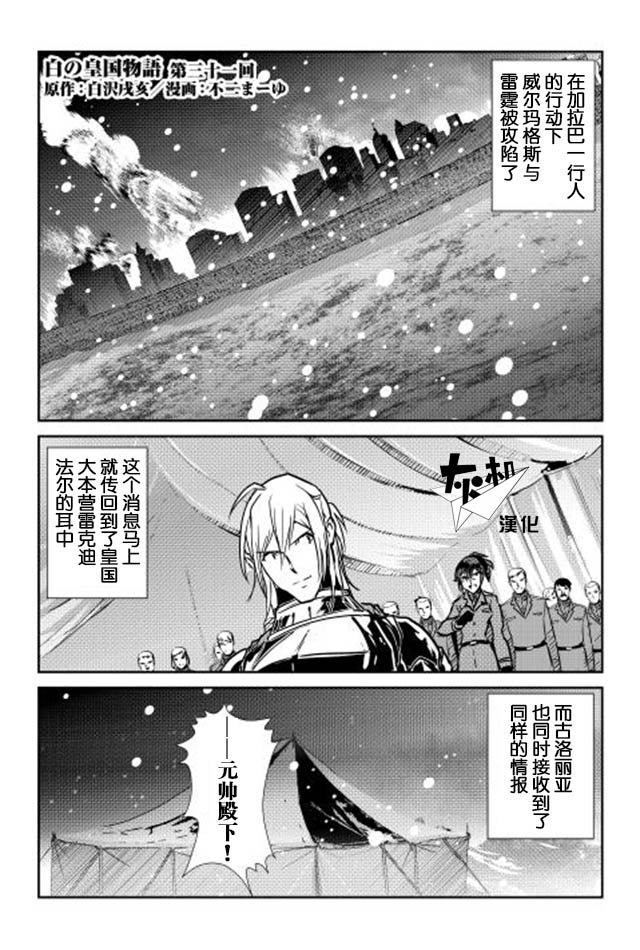 白の皇国物語 第三十一回
原作:白沢戌亥/漫画:不二まーゆ
在加拉巴一行人
的行动下
威尔玛格斯与
雷霆被攻陷了
灰机
漢化
这个消息马上
就传回到了皇国
大本营雷克迪
法尔的耳中
而古洛丽亚
也同时接收到了
同样的情报
——元帅殿下!